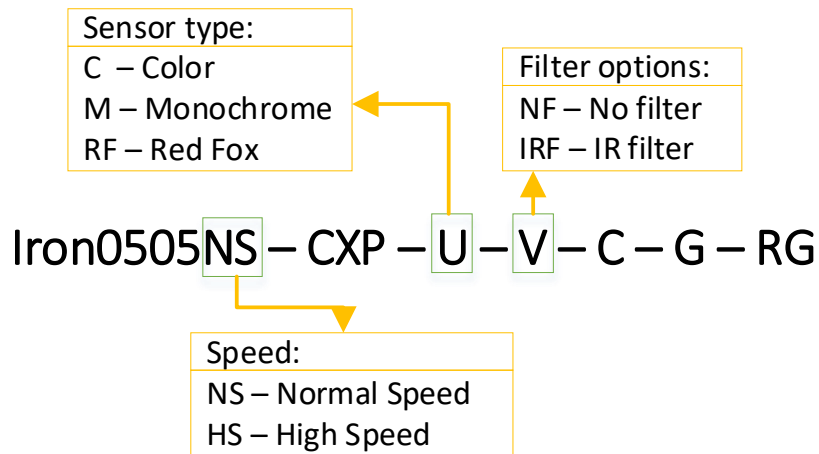 Sensor type:
C – Color
M – Monochrome
RF – Red Fox
Filter options:
NF – No filter
IRF – IR filter
Iron0505NS – CXP – U – V – C – G – RG
Speed:
NS – Normal Speed
HS – High Speed